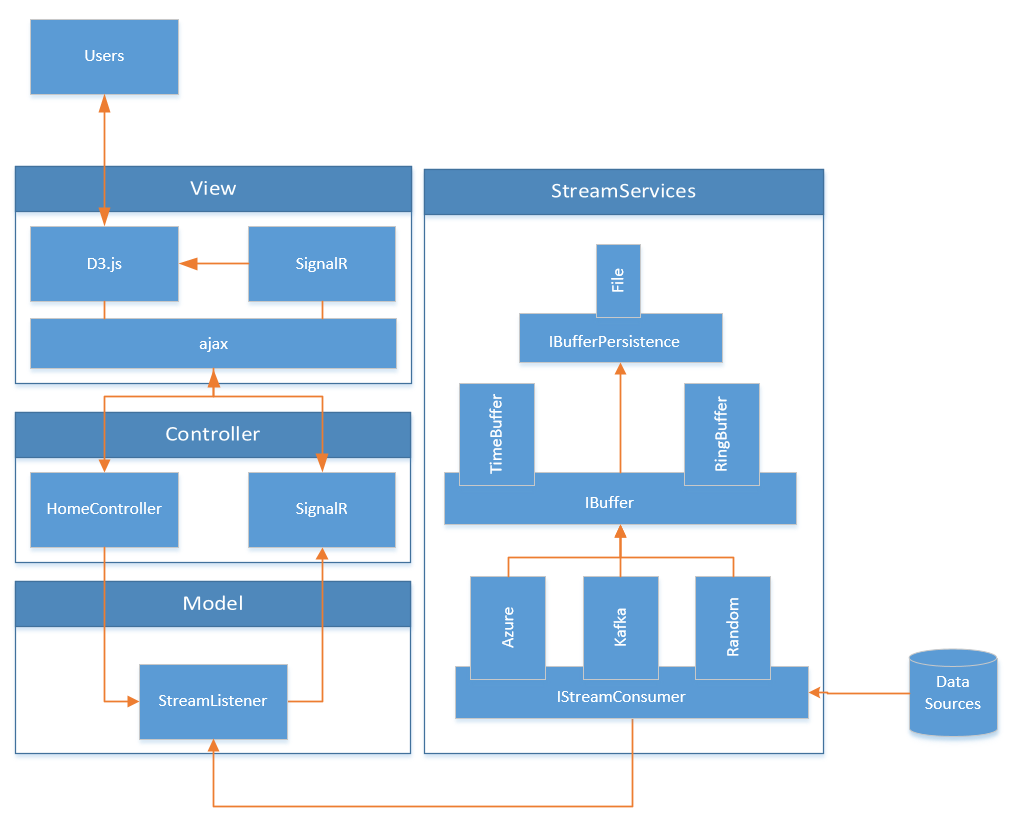 Users
View
D3.js
SignalR
ajax
Controller
HomeController
SignalR
Model
StreamListener
StreamServices
File
IBufferPersistence
TimeBuffer
RingBuffer
IBuffer
Azure
Kafka
Random
IStreamConsumer
Data
Sources